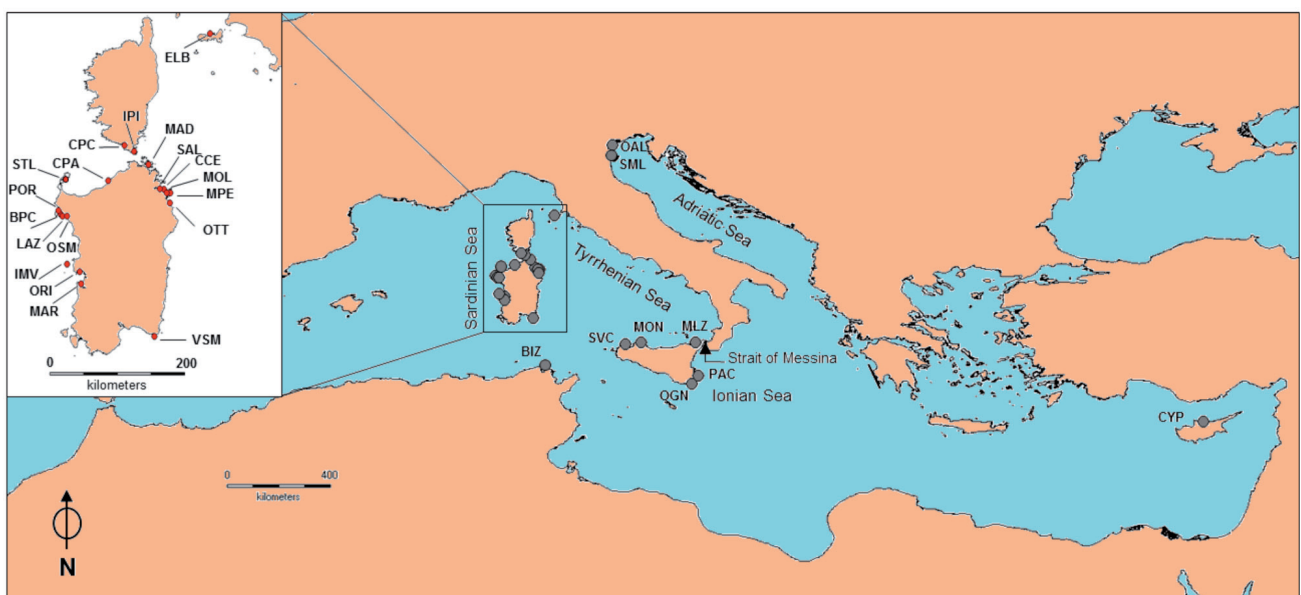 ELB
IPI
MAD
CPC
SAL
STL
CPA
CCE
MOL
POR
MPE
BPC
OTT
LAZ
OSM
IMV
ORI
MAR
VSM
0 200
kilometers
OAL
SML
Adriatic Sea
Sardinian Sea
Tyrrhenian Sea
SVC
MON
MLZ
Strait of Messina
BIZ
PAC
OGN
Ionian Sea
CYP
0 400
kilometers
N